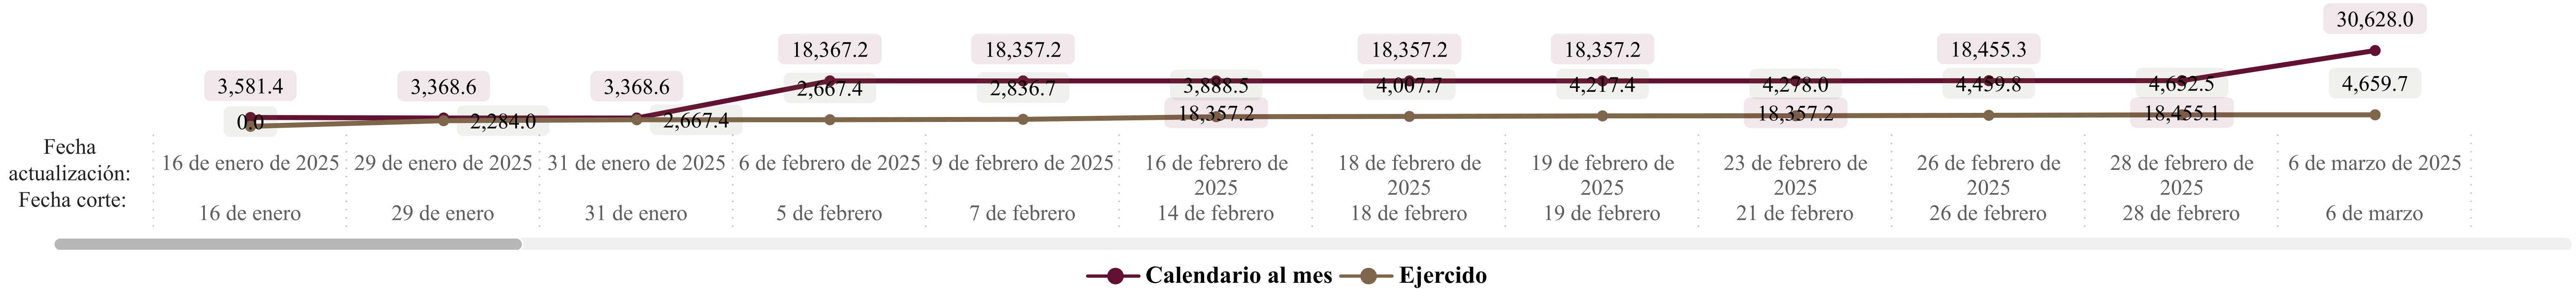 30,628.0
18,367.2 18,357.2 18,357.2 18,357.2 18,455.3
3,581.4 3,368.6 3,368.6 2,667.4 2,836.7 3,888.5 4,007.7 4,217.4 4,278.0 4,459.8 4,652.5 4,659.7
0.0 2,284.0 2,667.4 18,357.2 18,357.2 18,455.1
Fecha
actualización:
16 de enero de 2025 29 de enero de 2025 31 de enero de 2025 6 de febrero de 2025 9 de febrero de 2025 16 de febrero de 18 de febrero de 19 de febrero de 23 de febrero de 26 de febrero de 28 de febrero de 6 de marzo de 2025
2025 2025 2025 2025 2025 2025
Fecha corte:
16 de enero 29 de enero 31 de enero 5 de febrero 7 de febrero 14 de febrero 18 de febrero 19 de febrero 21 de febrero 26 de febrero 28 de febrero 6 de marzo
Calendario al mes Ejercido